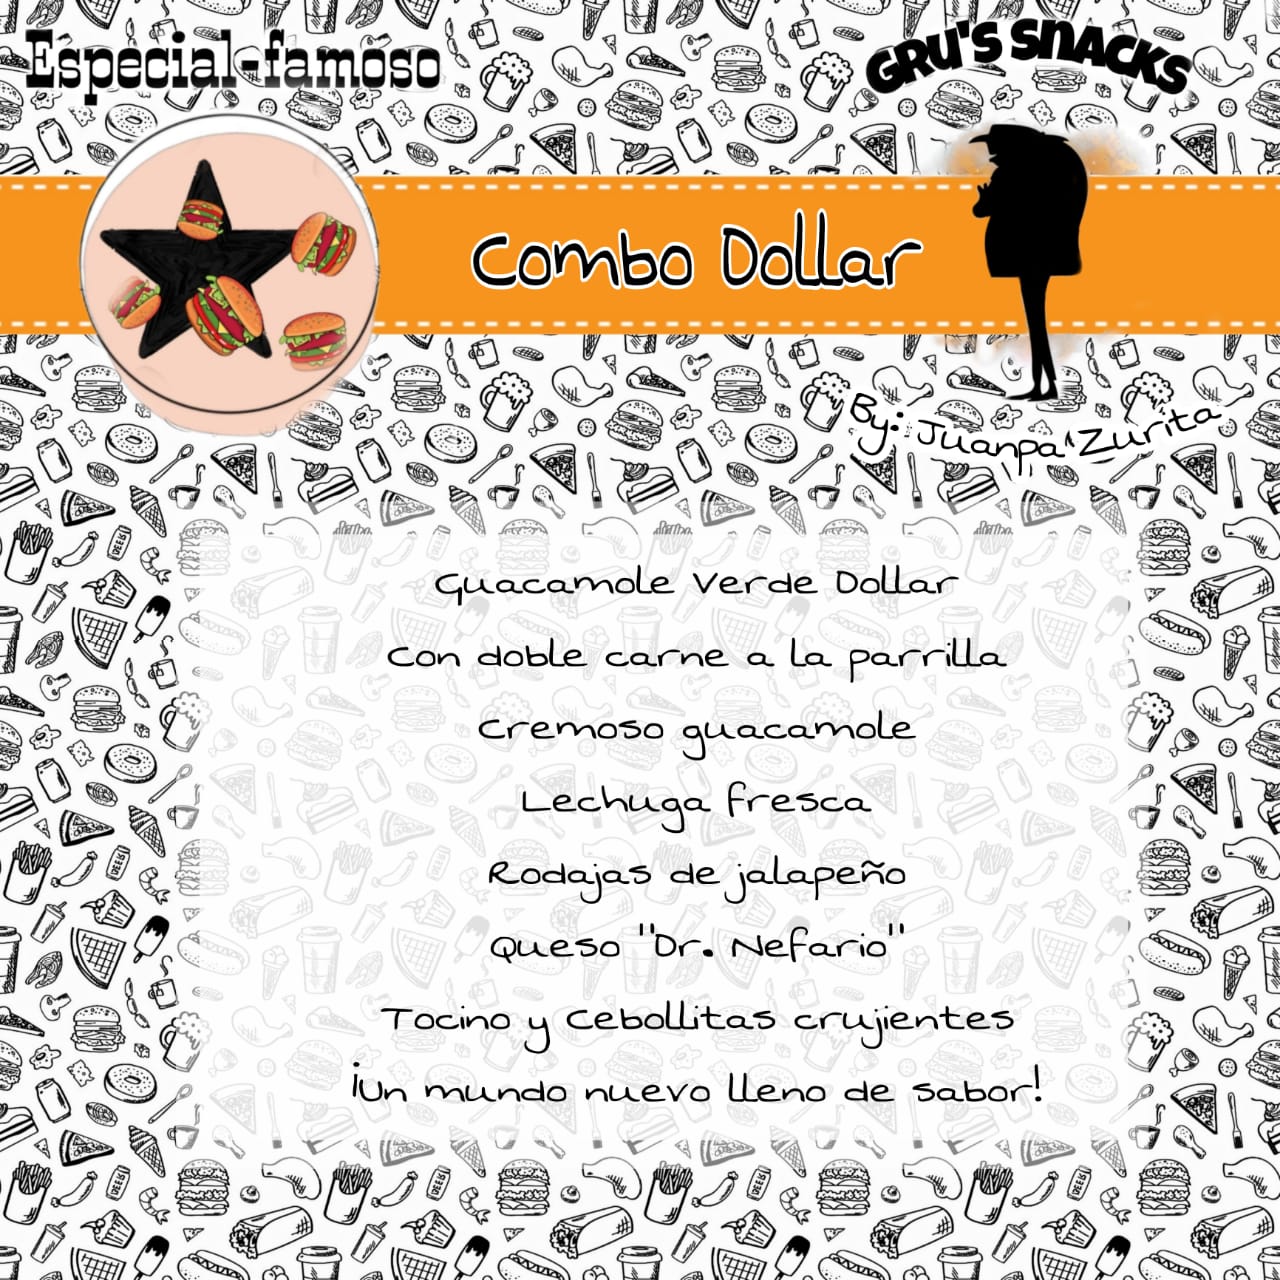 Especial-famoso
GRU'S SNACKS
Combo Dollar
By: Juanpa Zurita
Guacamole Verde Dollar
Con doble carne a la parrilla
Cremoso guacamole
Lechuga fresca
Rodajas de jalapeño
Queso "Dr. Nefario"
Tocino y Cebollitas crujientes
¡Un mundo nuevo lleno de sabor!